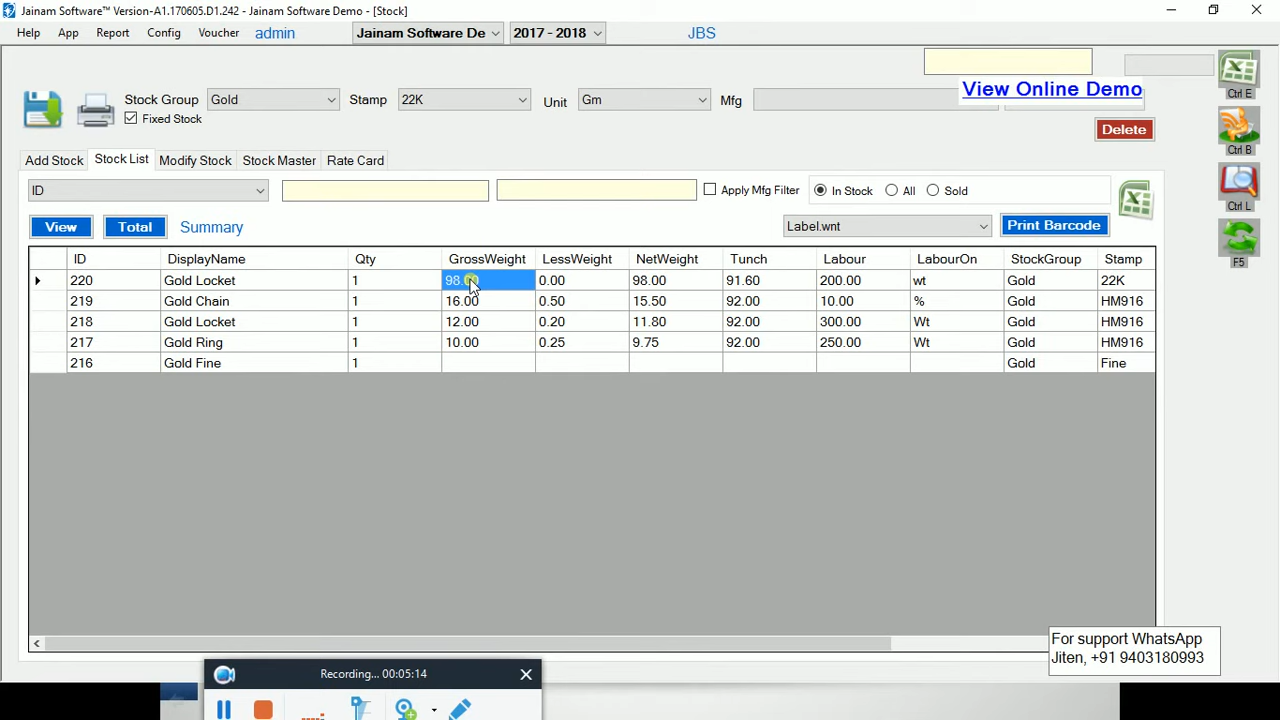 Jainam Software™ Version-A1.170605.D1.242 - Jainam Software Demo - [Stock]
Help App Report Config Voucher admin Jainam Software De 2017 - 2018 JBS
View Online Demo
Stock Group Gold Stamp 22K Unit Gm Mfg
Fixed Stock
Delete
Ctrl E
Ctrl B
Ctrl L
F5
Add Stock Stock List Modify Stock Stock Master Rate Card
ID Apply Mfg Filter In Stock All Sold
View Total Summary Label.wnt Print Barcode
ID DisplayName Qty GrossWeight LessWeight NetWeight Tunch Labour LabourOn StockGroup Stamp
220 Gold Locket 1 98.00 0.00 98.00 91.60 200.00 wt Gold 22K
219 Gold Chain 1 16.00 0.50 15.50 92.00 10.00 % Gold HM916
218 Gold Locket 1 12.00 0.20 11.80 92.00 300.00 Wt Gold HM916
217 Gold Ring 1 10.00 0.25 9.75 92.00 250.00 Wt Gold HM916
216 Gold Fine 1 Gold Fine
For support WhatsApp
Jiten, +91 9403180993
Recording... 00:05:14